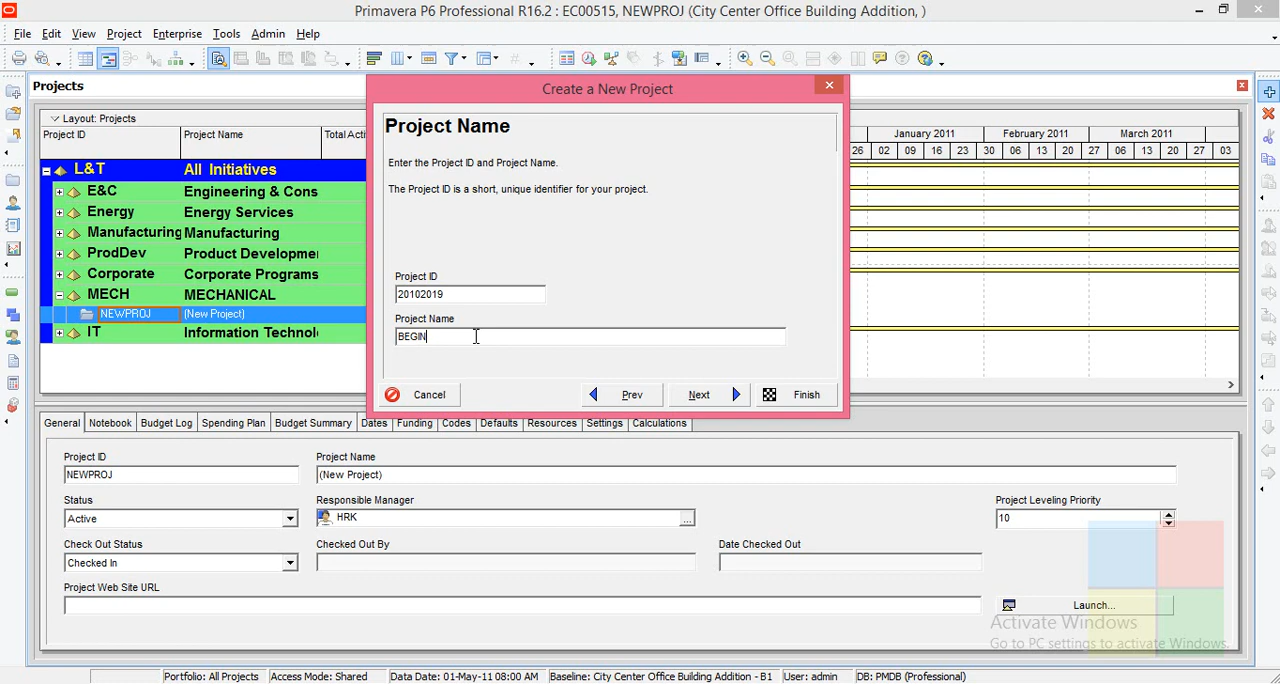 Primavera P6 Professional R16.2 : EC00515, NEWPROJ (City Center Office Building Addition, )
File Edit View Project Enterprise Tools Admin Help
Projects
Create a New Project
Layout: Projects
Project ID Project Name Total Acti
January 2011 February 2011 March 2011
26 02 09 16 23 30 06 13 20 27 06 13 20 27 03
L&T All Initiatives
E&C Engineering & Cons
Energy Energy Services
Manufacturing Manufacturing
ProdDev Product Developme
Corporate Corporate Programs
MECH MECHANICAL
NEWPROJ (New Project)
IT Information Technol
Project Name
Enter the Project ID and Project Name.
The Project ID is a short, unique identifier for your project.
Project ID
20102019
Project Name
BEGIN
Cancel Prev Next Finish
General Notebook Budget Log Spending Plan Budget Summary Dates Funding Codes Defaults Resources Settings Calculations
Project ID Project Name
NEWPROJ (New Project)
Status Responsible Manager Project Leveling Priority
Active HRK ... 10
Check Out Status Checked Out By Date Checked Out
Checked In
Project Web Site URL
Launch...
Activate Windows
Go to PC settings to activate Windows.
Portfolio: All Projects Access Mode: Shared Data Date: 01-May-11 08:00 AM Baseline: City Center Office Building Addition - B1 User: admin DB: PMDB (Professional)